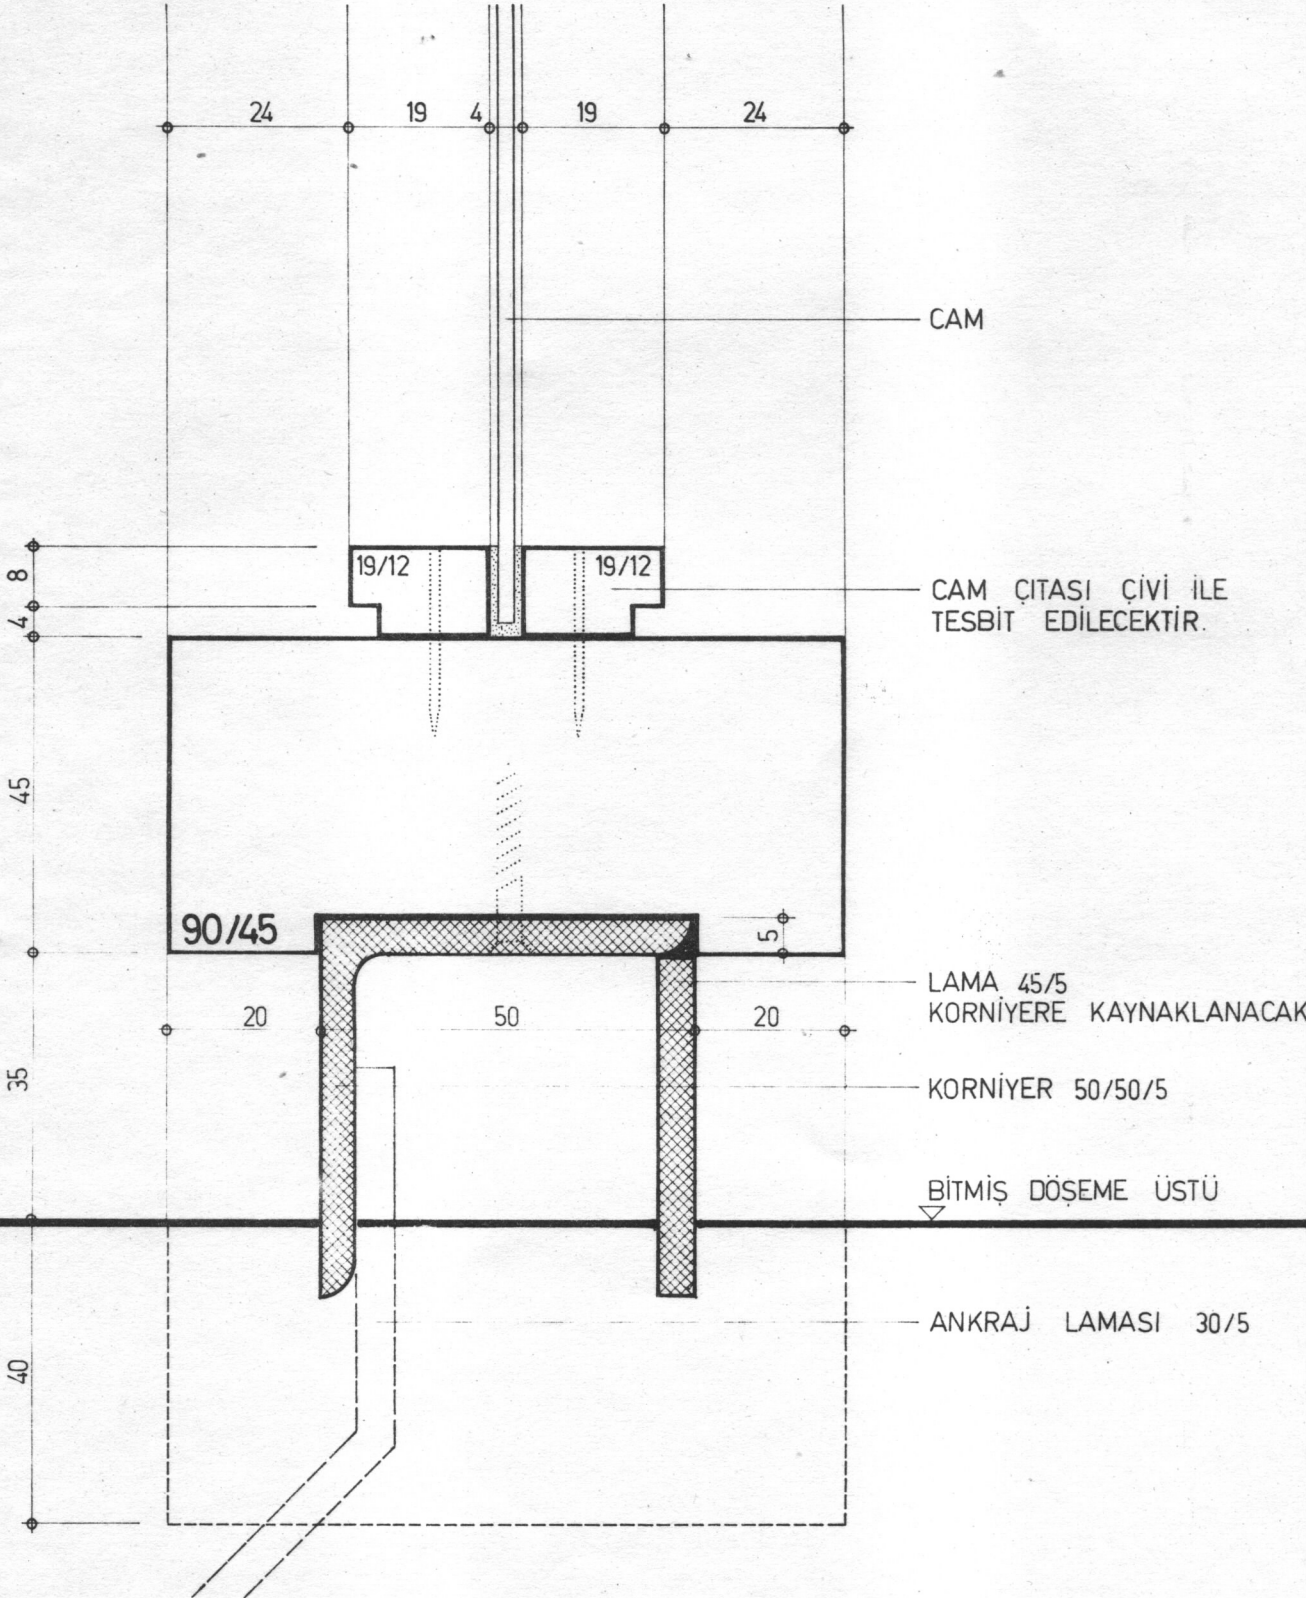 24 19 4 19 24
CAM
8
19/12 19/12
CAM ÇITASI ÇİVİ İLE
TESBİT EDİLECEKTİR.
4
45
90/45
5
LAMA 45/5
KORNİYERE KAYNAKLANACAK
20 50 20
35
KORNİYER 50/50/5
BİTMİŞ DÖŞEME ÜSTÜ
ANKRAJ LAMASI 30/5
40